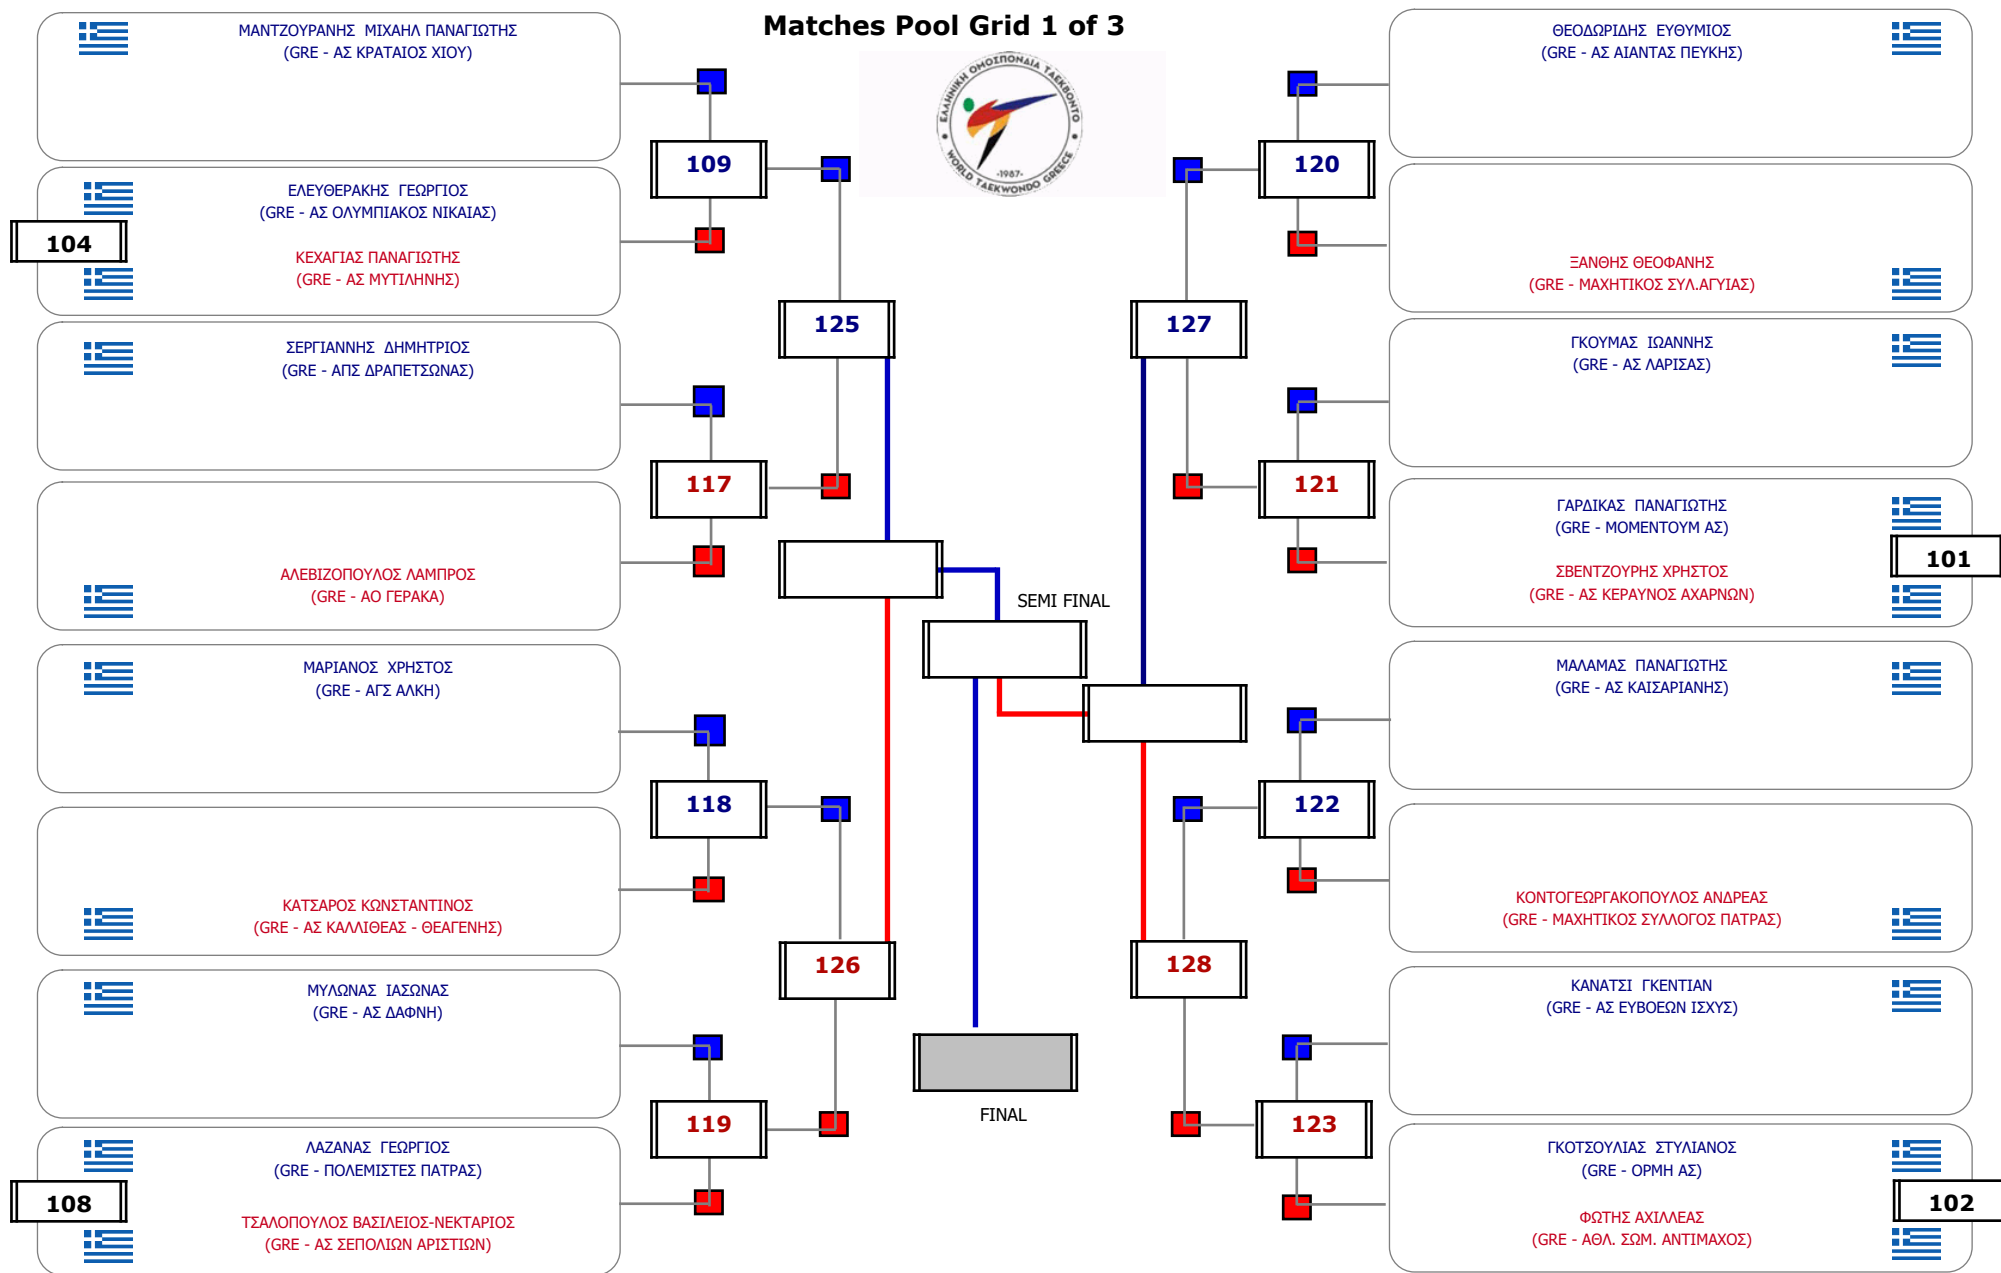 Matches Pool Grid 1 of 3
ΕΛΛΗΝΙΚΗ ΟΜΟΣΠΟΝΔΙΑ ΤΑΕΚΒΟΝΤΟ
-1987-
WORLD TAEKWONDO GREECE
ΜΑΝΤΖΟΥΡΑΝΗΣ ΜΙΧΑΗΛ ΠΑΝΑΓΙΩΤΗΣ
(GRE - ΑΣ ΚΡΑΤΑΙΟΣ ΧΙΟΥ)
109
ΕΛΕΥΘΕΡΑΚΗΣ ΓΕΩΡΓΙΟΣ
(GRE - ΑΣ ΟΛΥΜΠΙΑΚΟΣ ΝΙΚΑΙΑΣ)
104
ΚΕΧΑΓΙΑΣ ΠΑΝΑΓΙΩΤΗΣ
(GRE - ΑΣ ΜΥΤΙΛΗΝΗΣ)
125
ΣΕΡΓΙΑΝΝΗΣ ΔΗΜΗΤΡΙΟΣ
(GRE - ΑΠΣ ΔΡΑΠΕΤΣΩΝΑΣ)
117
ΑΛΕΒΙΖΟΠΟΥΛΟΣ ΛΑΜΠΡΟΣ
(GRE - ΑΟ ΓΕΡΑΚΑ)
ΜΑΡΙΑΝΟΣ ΧΡΗΣΤΟΣ
(GRE - ΑΓΣ ΑΛΚΗ)
118
ΚΑΤΣΑΡΟΣ ΚΩΝΣΤΑΝΤΙΝΟΣ
(GRE - ΑΣ ΚΑΛΛΙΘΕΑΣ - ΘΕΑΓΕΝΗΣ)
126
ΜΥΛΩΝΑΣ ΙΑΣΩΝΑΣ
(GRE - ΑΣ ΔΑΦΝΗ)
119
ΛΑΖΑΝΑΣ ΓΕΩΡΓΙΟΣ
(GRE - ΠΟΛΕΜΙΣΤΕΣ ΠΑΤΡΑΣ)
108
ΤΣΑΛΟΠΟΥΛΟΣ ΒΑΣΙΛΕΙΟΣ-ΝΕΚΤΑΡΙΟΣ
(GRE - ΑΣ ΣΕΠΟΛΙΩΝ ΑΡΙΣΤΙΩΝ)
SEMI FINAL
FINAL
ΘΕΟΔΩΡΙΔΗΣ ΕΥΘΥΜΙΟΣ
(GRE - ΑΣ ΑΙΑΝΤΑΣ ΠΕΥΚΗΣ)
120
ΞΑΝΘΗΣ ΘΕΟΦΑΝΗΣ
(GRE - ΜΑΧΗΤΙΚΟΣ ΣΥΛ.ΑΓΥΙΑΣ)
127
ΓΚΟΥΜΑΣ ΙΩΑΝΝΗΣ
(GRE - ΑΣ ΛΑΡΙΣΑΣ)
121
ΓΑΡΔΙΚΑΣ ΠΑΝΑΓΙΩΤΗΣ
(GRE - ΜΟΜΕΝΤΟΥΜ ΑΣ)
101
ΣΒΕΝΤΖΟΥΡΗΣ ΧΡΗΣΤΟΣ
(GRE - ΑΣ ΚΕΡΑΥΝΟΣ ΑΧΑΡΝΩΝ)
ΜΑΛΑΜΑΣ ΠΑΝΑΓΙΩΤΗΣ
(GRE - ΑΣ ΚΑΙΣΑΡΙΑΝΗΣ)
122
ΚΟΝΤΟΓΕΩΡΓΑΚΟΠΟΥΛΟΣ ΑΝΔΡΕΑΣ
(GRE - ΜΑΧΗΤΙΚΟΣ ΣΥΛΛΟΓΟΣ ΠΑΤΡΑΣ)
128
ΚΑΝΑΤΣΙ ΓΚΕΝΤΙΑΝ
(GRE - ΑΣ ΕΥΒΟΕΩΝ ΙΣΧΥΣ)
123
ΓΚΟΤΣΟΥΛΙΑΣ ΣΤΥΛΙΑΝΟΣ
(GRE - ΟΡΜΗ ΑΣ)
102
ΦΩΤΗΣ ΑΧΙΛΛΕΑΣ
(GRE - ΑΘΛ. ΣΩΜ. ΑΝΤΙΜΑΧΟΣ)